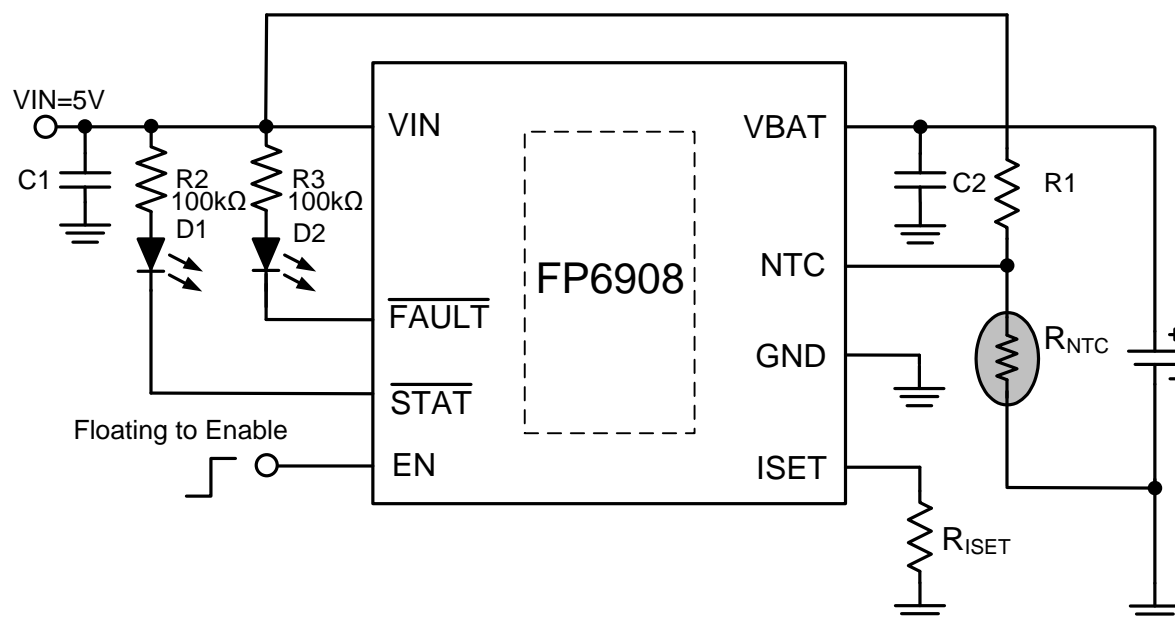 VIN=5V
VIN
VBAT
C1
R2
100kΩ
D1
R3
100kΩ
D2
C2
R1
FP6908
NTC
FAULT
GND
RNTC
+
-
STAT
Floating to Enable
EN
ISET
RISET